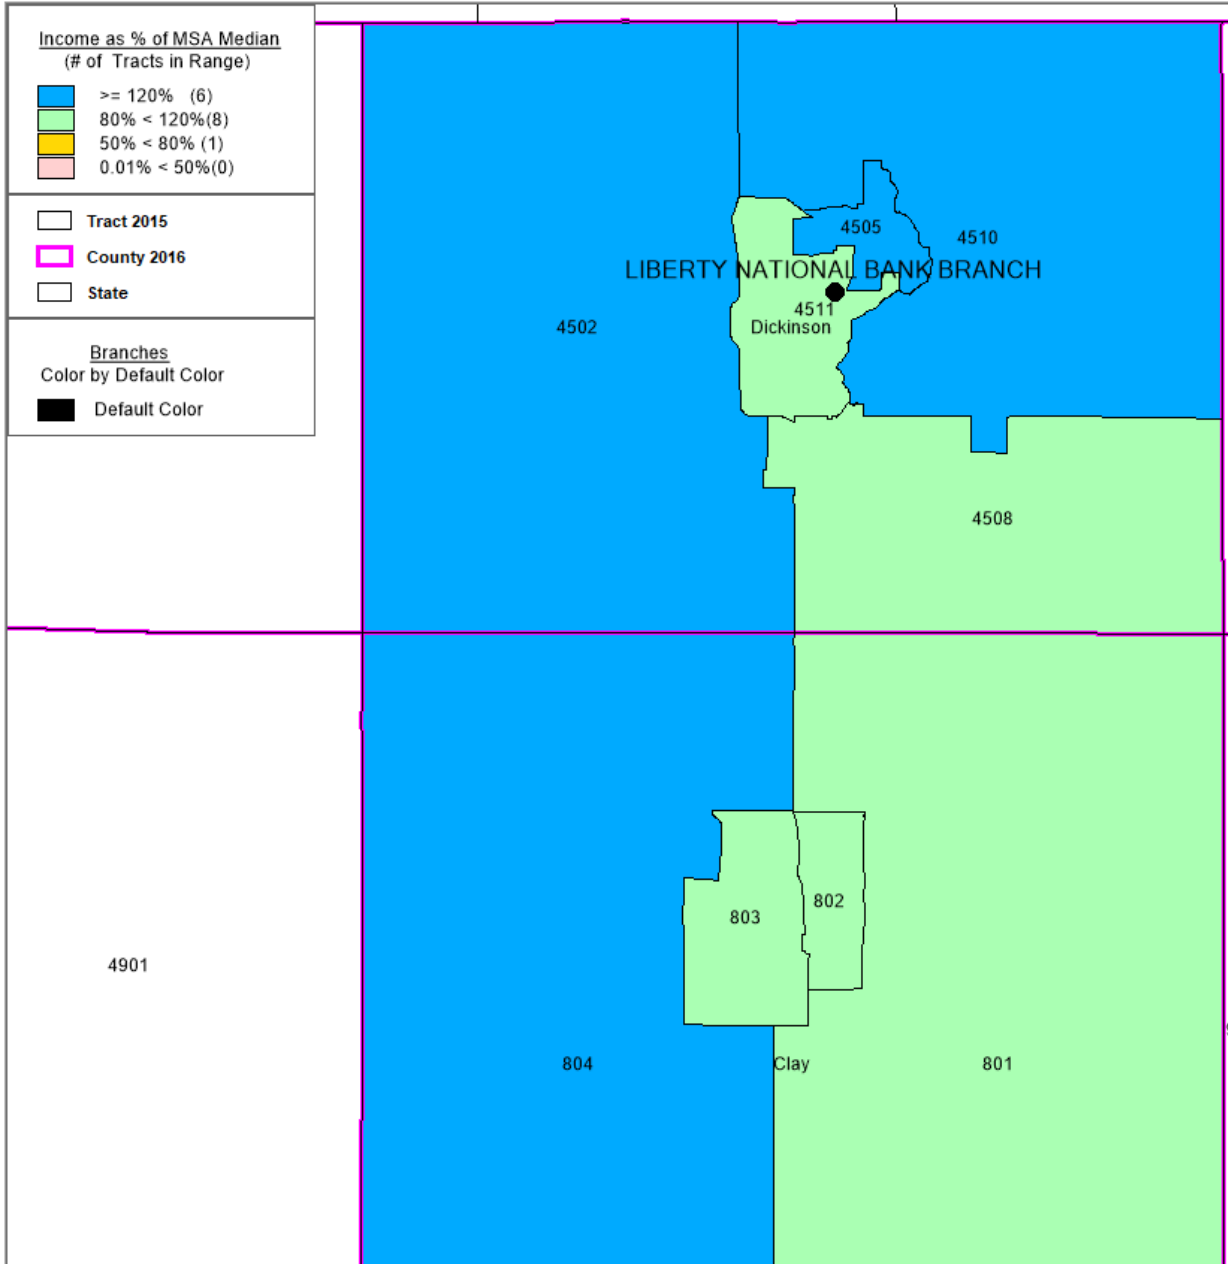 Income as % of MSA Median
(# of Tracts in Range)
>= 120% (6)
80% < 120%(8)
50% < 80% (1)
0.01% < 50%(0)
Tract 2015
County 2016
State
Branches
Color by Default Color
Default Color
4505
4510
LIBERTY NATIONAL BANK BRANCH
4511
4502
Dickinson
4508
802
803
4901
804
Clay
801